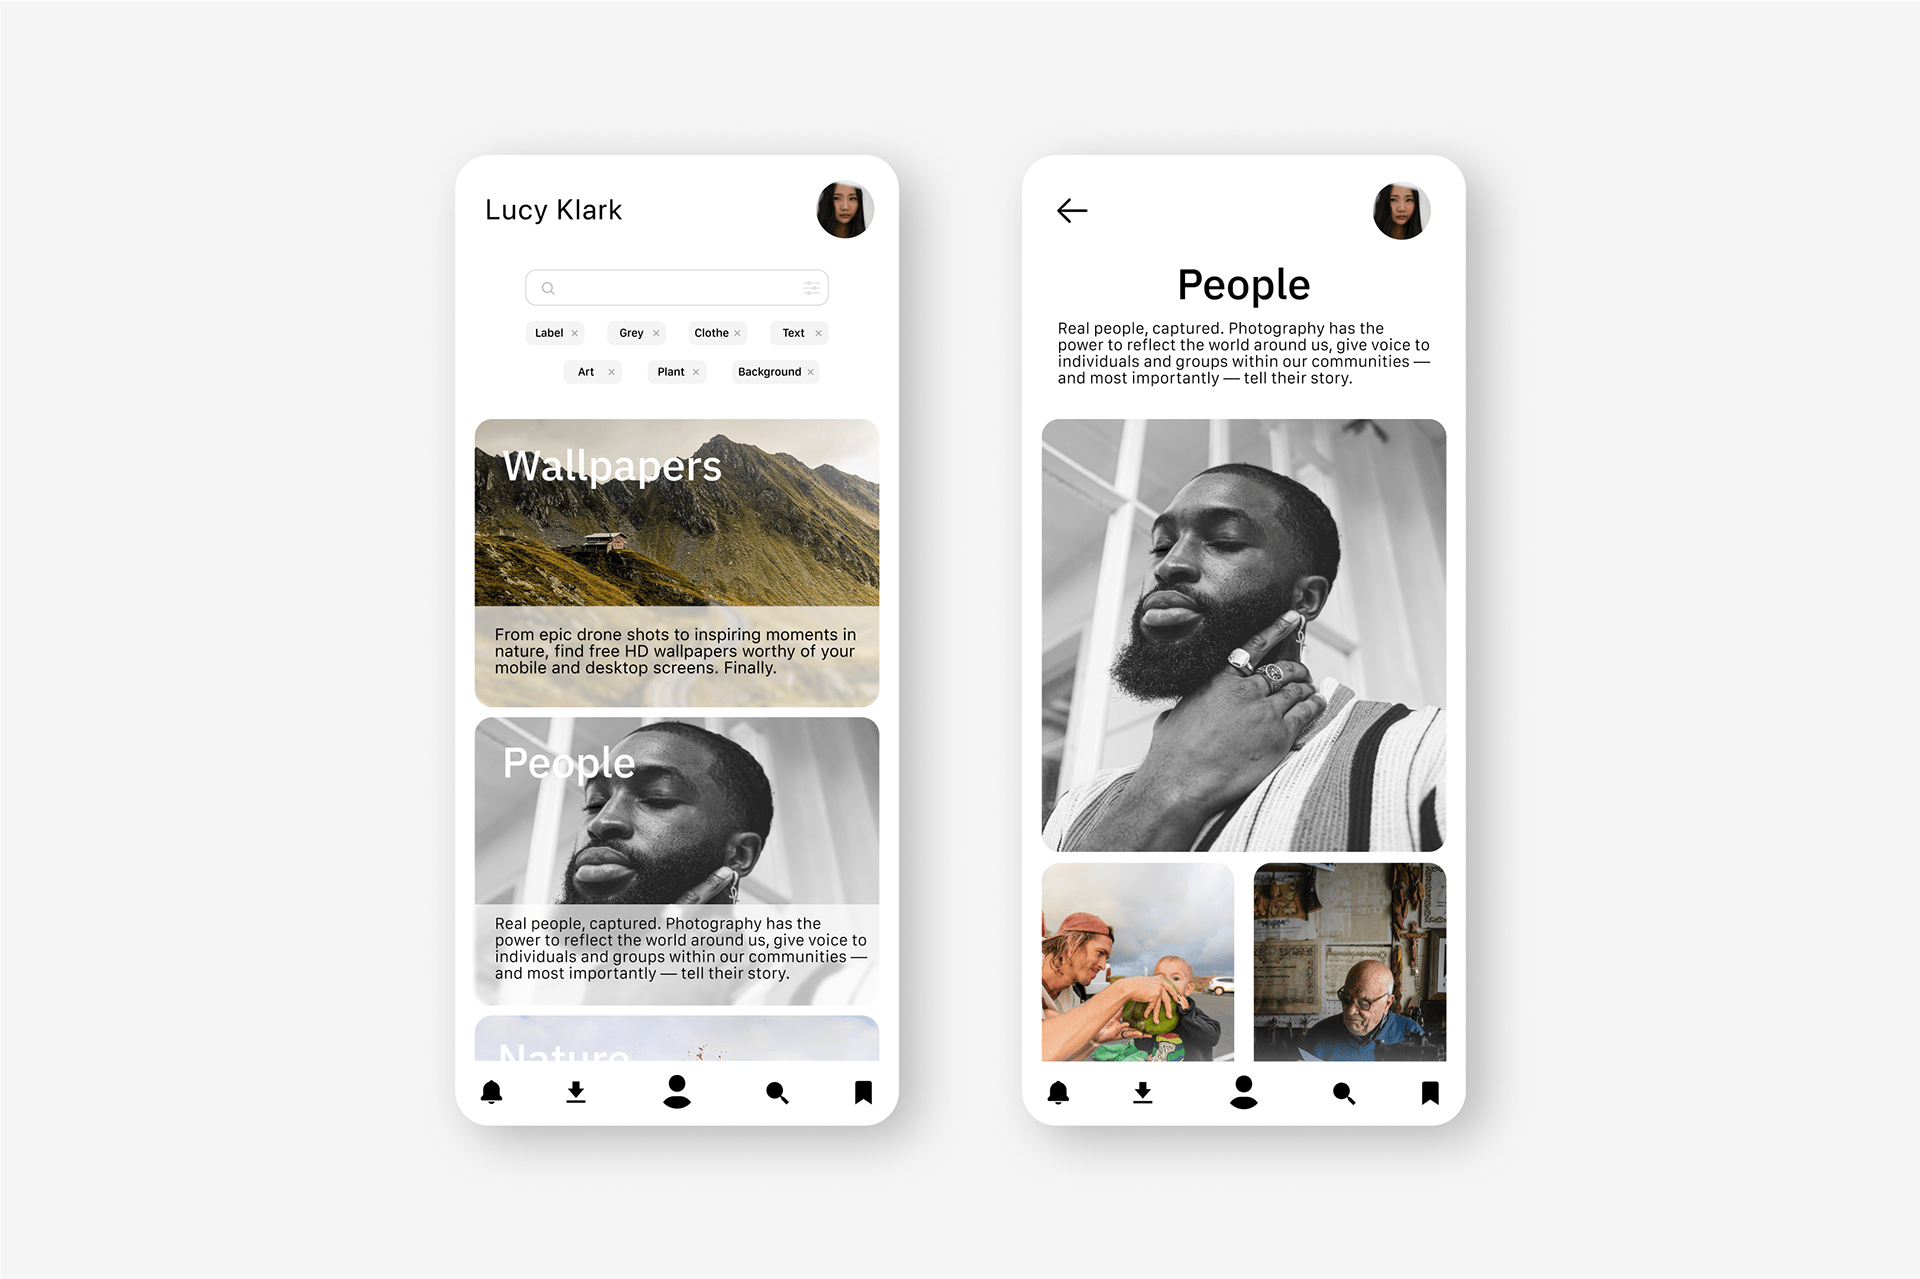 Lucy Klark
Label × Grey × Clothe × Text ×
Art × Plant × Background ×
Wallpapers
From epic drone shots to inspiring moments in
nature, find free HD wallpapers worthy of your
mobile and desktop screens. Finally.
People
Real people, captured. Photography has the
power to reflect the world around us, give voice to
individuals and groups within our communities —
and most importantly — tell their story.
Nature
People
Real people, captured. Photography has the
power to reflect the world around us, give voice to
individuals and groups within our communities —
and most importantly — tell their story.